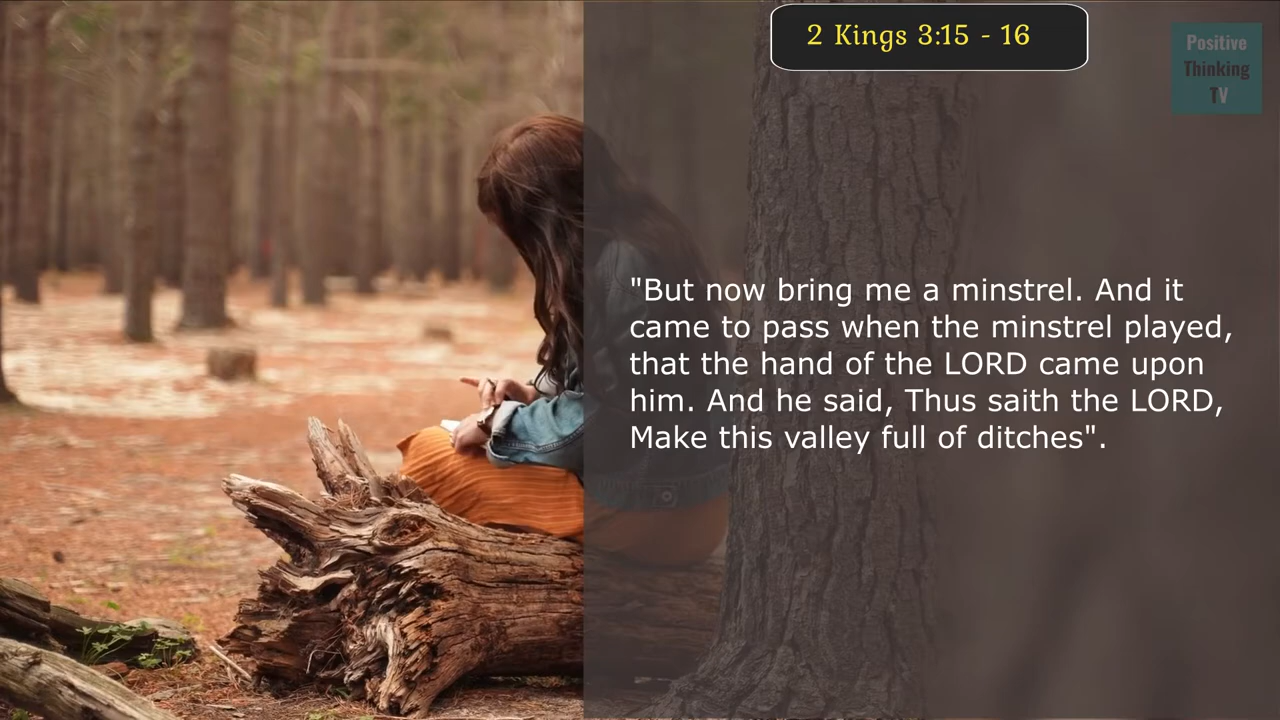 2 Kings 3:15 - 16
Positive
Thinking
TV
"But now bring me a minstrel. And it
came to pass when the minstrel played,
that the hand of the LORD came upon
him. And he said, Thus saith the LORD,
Make this valley full of ditches".